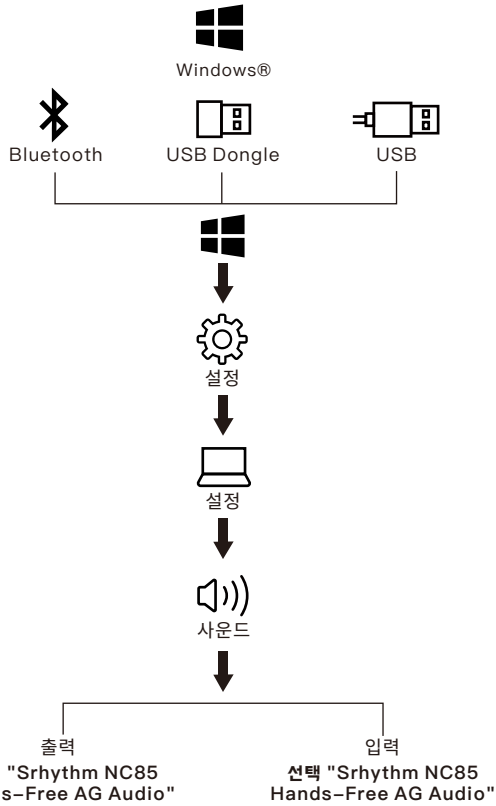 Windows®
Bluetooth
USB Dongle
USB
설정
설정
사운드
출력
"Srhythm NC85
s–Free AG Audio"
입력
선택 "Srhythm NC85
Hands–Free AG Audio"